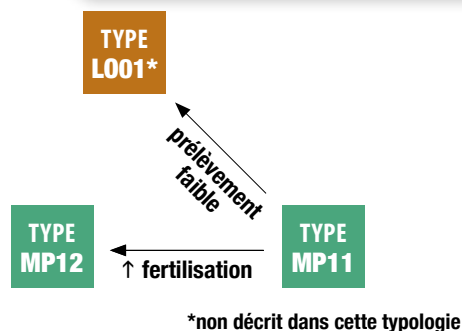 TYPE
L001*
prélèvement
faible
TYPE
MP12
↑ fertilisation
TYPE
MP11
*non décrit dans cette typologie